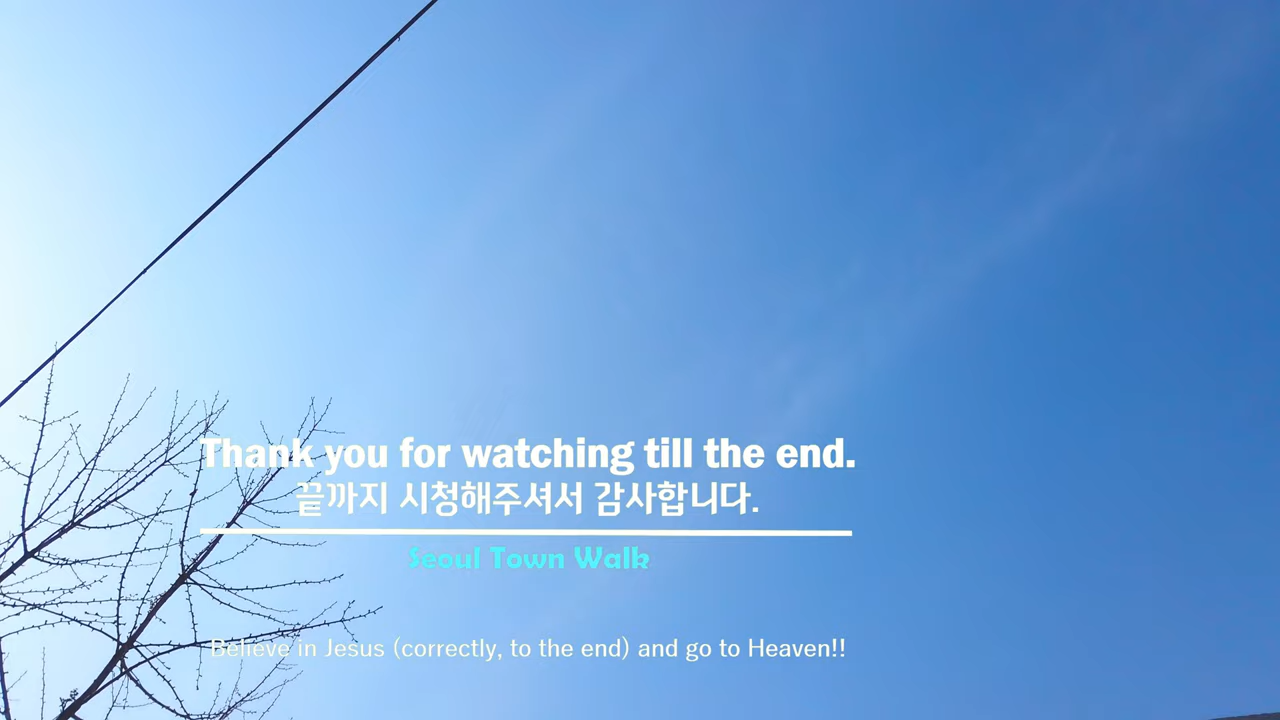 Thank you for watching till the end.
끝까지 시청해주셔서 감사합니다.
Seoul Town Walk
Believe in Jesus (correctly, to the end) and go to Heaven!!